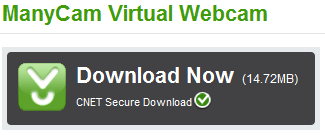 ManyCam Virtual Webcam
Download Now (14.72MB)
CNET Secure Download